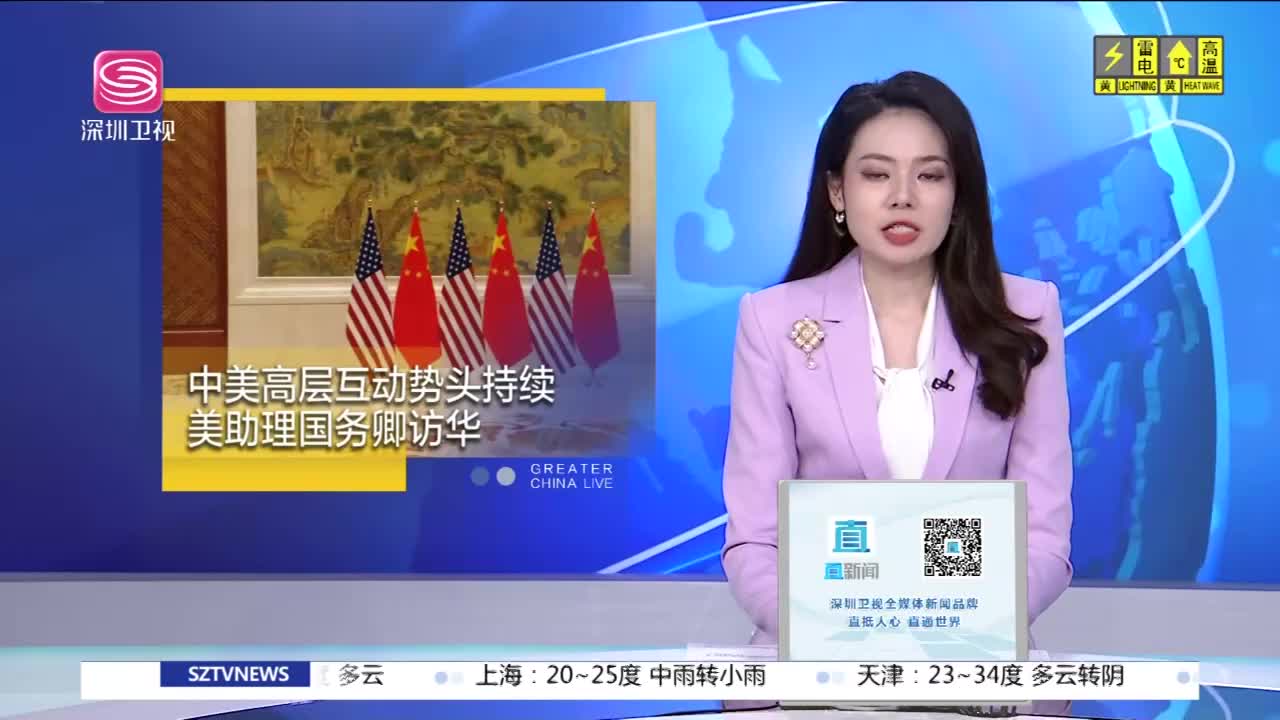 深圳卫视
雷电
高温
℃
黄 LIGHTNING
黄 HEAT WAVE
中美高层互动势头持续
美助理国务卿访华
GREATER
CHINA LIVE
直
直新闻
深圳卫视全媒体新闻品牌
直抵人心 直通世界
SZTVNEWS
多云
上海：20~25度 中雨转小雨
天津：23~34度 多云转阴